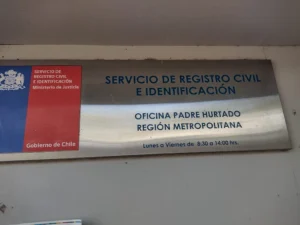 SERVICIO DE
REGISTRO CIVIL
E IDENTIFICACIÓN
Ministerio de Justicia
Gobierno de Chile
SERVICIO DE REGISTRO CIVIL
E IDENTIFICACIÓN
OFICINA PADRE HURTADO
REGIÓN METROPOLITANA
Lunes a Viernes de 8:30 a 14:00 hrs.